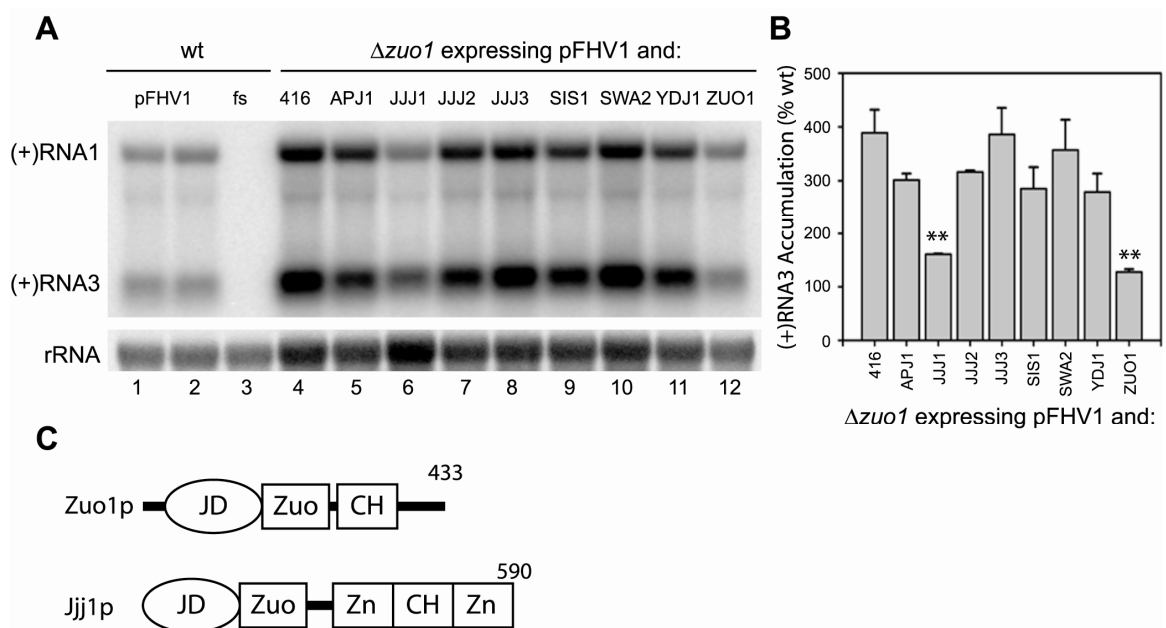 A
wt
Δzuo1 expressing pFHV1 and:
pFHV1 fs 416 APJ1 JJJ1 JJJ2 JJJ3 SIS1 SWA2 YDJ1 ZUO1
(+)RNA1
(+)RNA3
rRNA
1 2 3 4 5 6 7 8 9 10 11 12
B
(+)RNA3 Accumulation (% wt)
500
400
300
200
100
0
**
**
416 APJ1 JJJ1 JJJ2 JJJ3 SIS1 SWA2 YDJ1 ZUO1
Δzuo1 expressing pFHV1 and:
C
433
Zuo1p JD Zuo CH
590
Jjj1p JD Zuo Zn CH Zn